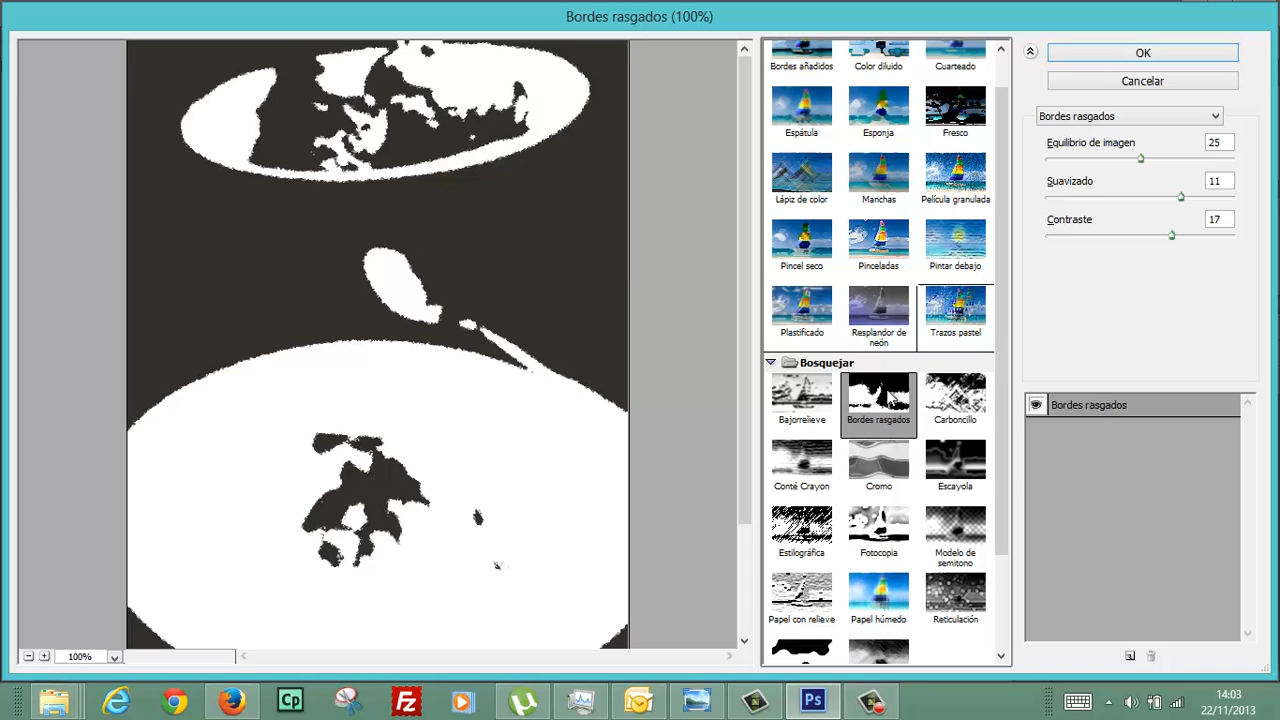 Bordes rasgados (100%)
Bordes añadidos
Color diluido
Cuarteado
Espátula
Esponja
Fresco
Lápiz de color
Manchas
Película granulada
Pincel seco
Pinceladas
Pintar debajo
Plastificado
Resplandor de
neón
Trazos pastel
Bosquejar
Bajorrelieve
Bordes rasgados
Carboncillo
Conté Crayon
Cromo
Escayola
Estilográfica
Fotocopia
Modelo de
semitono
Papel con relieve
Papel húmedo
Reticulación
OK
Cancelar
Bordes rasgados
Equilibrio de imagen 25
Suavizado 11
Contraste 17
Bordes rasgados
100%
Cp
Fz
Ps
14:03
22/11/2013